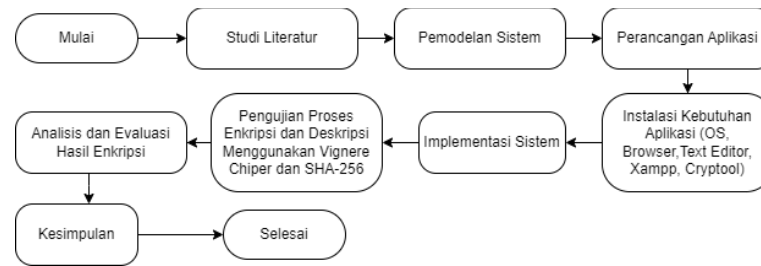 Mulai
Studi Literatur
Pemodelan Sistem
Perancangan Aplikasi
Instalasi Kebutuhan
Aplikasi (OS,
Browser,Text Editor,
Xampp, Cryptool)
Implementasi Sistem
Pengujian Proses
Enkripsi dan Deskripsi
Menggunakan Vignere
Chiper dan SHA-256
Analisis dan Evaluasi
Hasil Enkripsi
Kesimpulan
Selesai